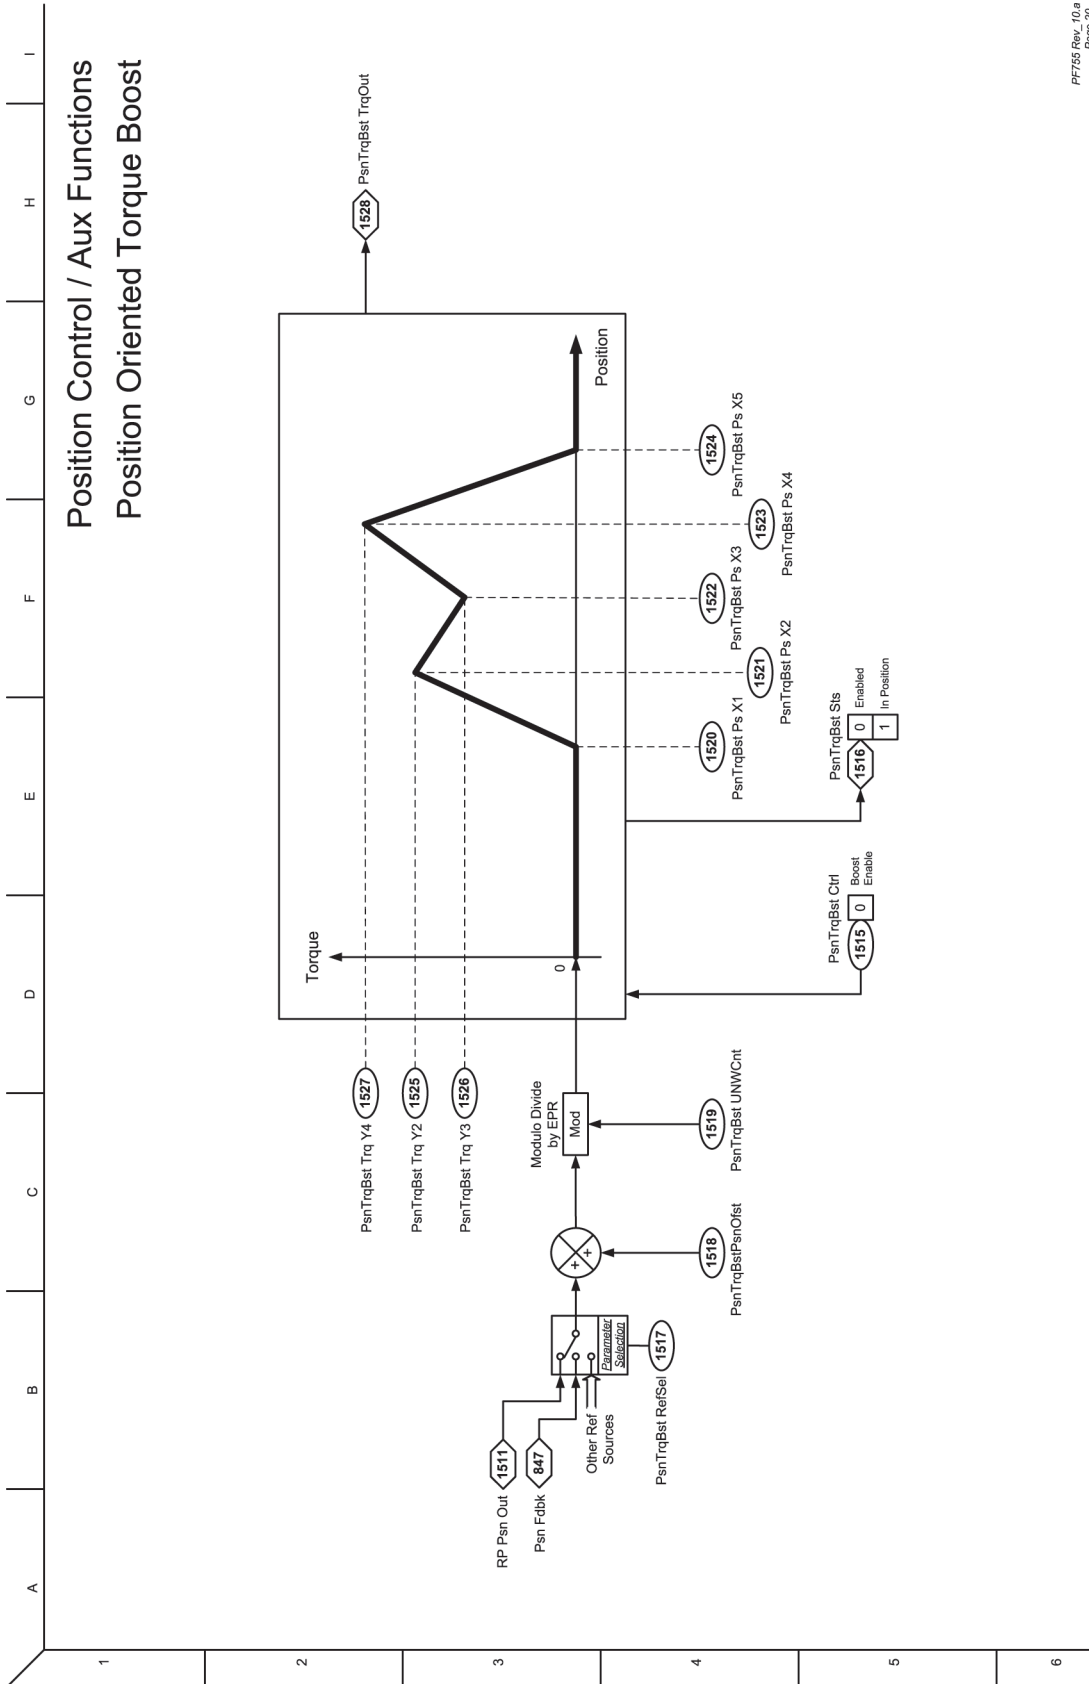 A
B
C
D
E
F
G
H
I
1
2
3
4
5
6
Position Control / Aux Functions
Position Oriented Torque Boost
PsnTrqBst Trq Y4
1527
PsnTrqBst Trq Y2
1525
PsnTrqBst Trq Y3
1526
Torque
0
Position
1528
PsnTrqBst TrqOut
RP Psn Out
1511
Psn Fdbk
847
Other Ref
Sources
Parameter
Selection
1517
PsnTrqBst RefSel
+
+
1518
PsnTrqBstPsnOfst
Modulo Divide
by EPR
Mod
1519
PsnTrqBst UNWCnt
1520
PsnTrqBst Ps X1
1521
PsnTrqBst Ps X2
1522
PsnTrqBst Ps X3
1523
PsnTrqBst Ps X4
1524
PsnTrqBst Ps X5
PsnTrqBst Ctrl
1515
0
Boost
Enable
PsnTrqBst Sts
1516
0
Enabled
1
In Position
PF755 Rev_10.a
Page 20